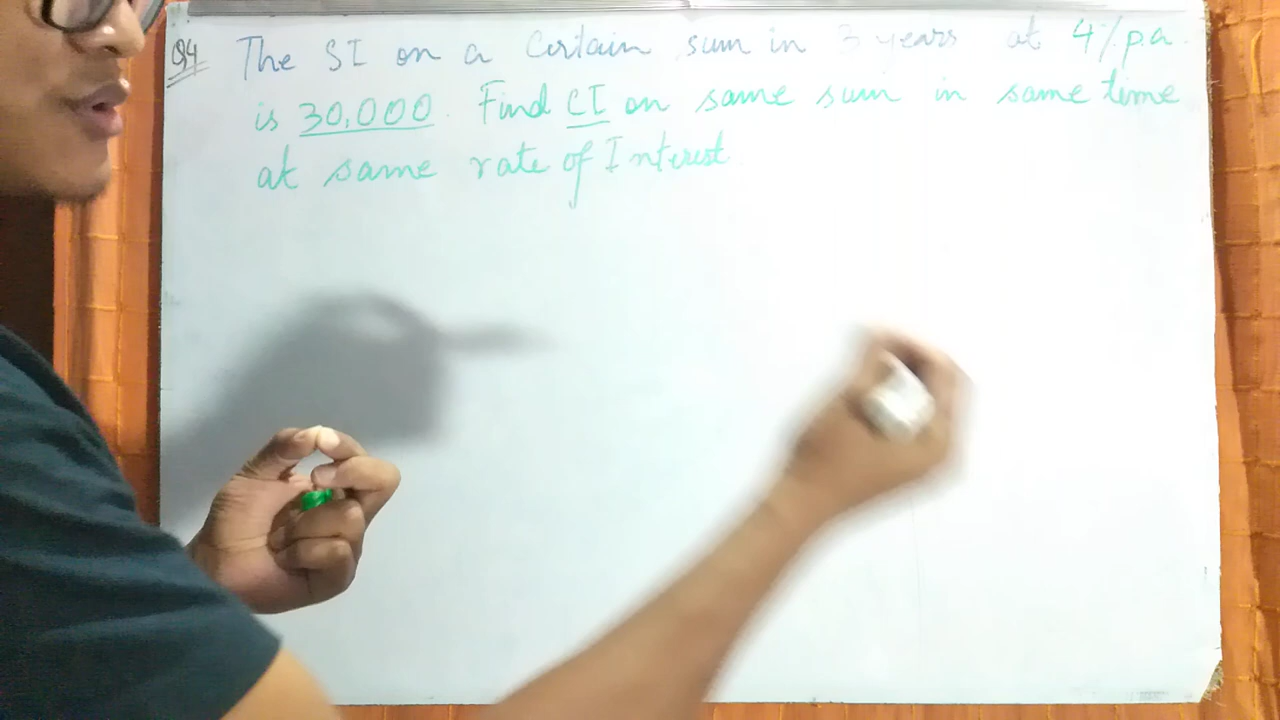 Q4 The SI on a Certain sum in 3 years at 4% p.a.
is 30,000. Find CI on same sum in same time
at same rate of Interest